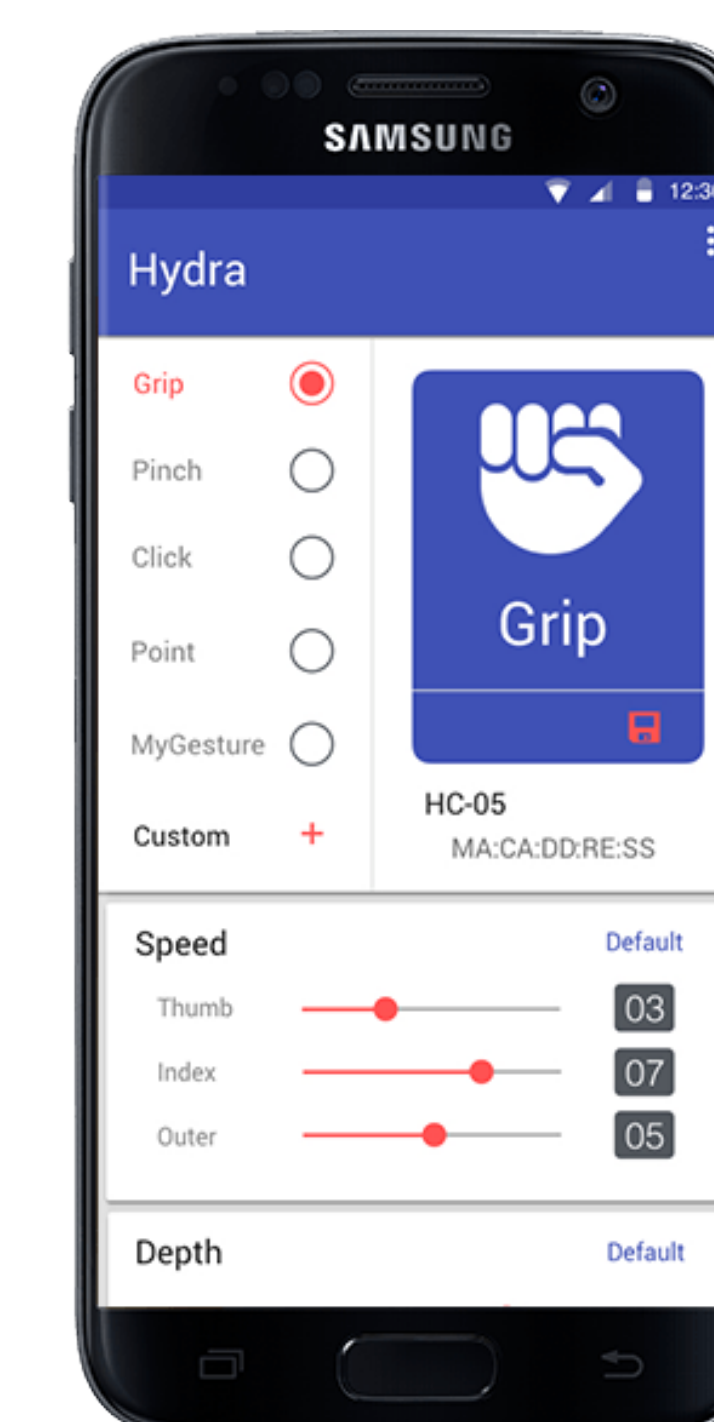 SAMSUNG
Hydra
Grip
Pinch
Click
Point
MyGesture
Custom +
Grip
HC-05
MA:CA:DD:RE:SS
Speed Default
Thumb 03
Index 07
Outer 05
Depth Default